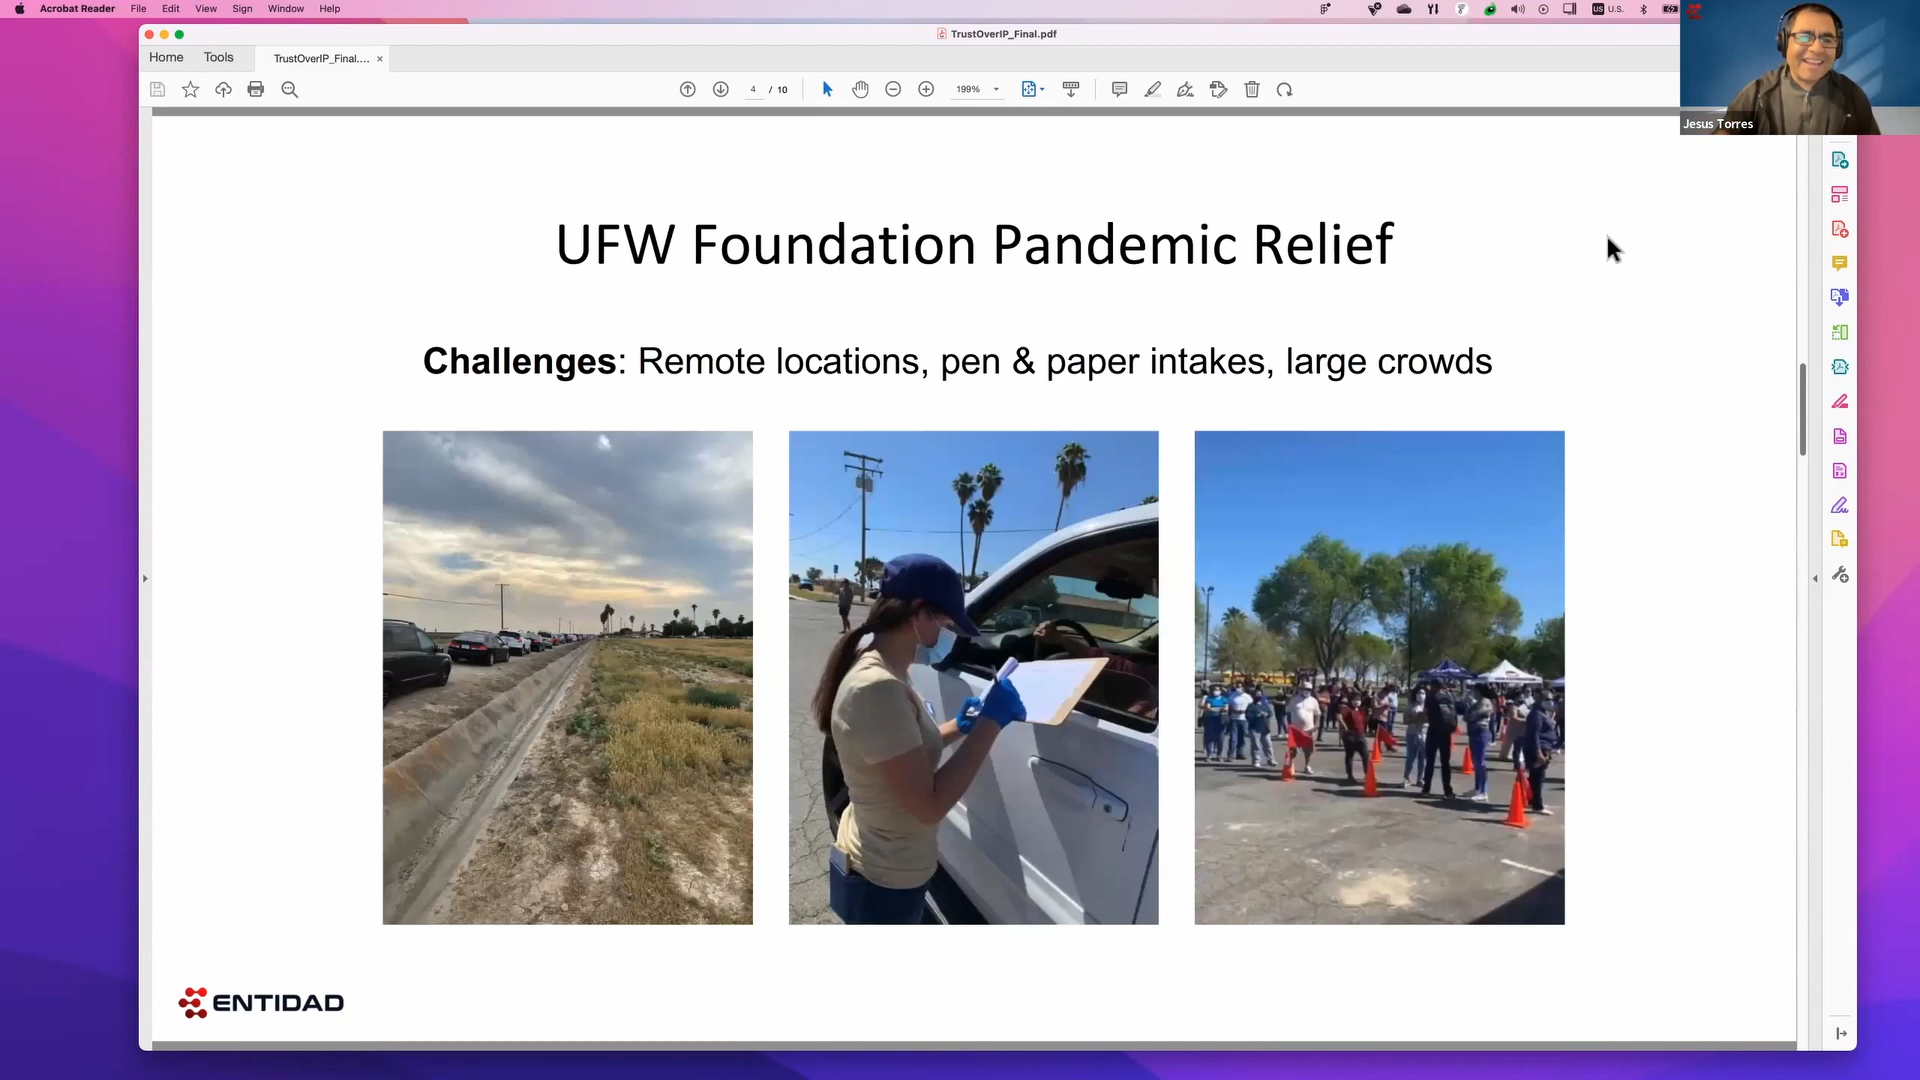 Acrobat Reader File Edit View Sign Window Help
US U.S.
TrustOverIP_Final.pdf
Home Tools TrustOverIP_Final.... ×
4 / 10 199%
Jesus Torres
UFW Foundation Pandemic Relief
Challenges: Remote locations, pen & paper intakes, large crowds
ENTIDAD